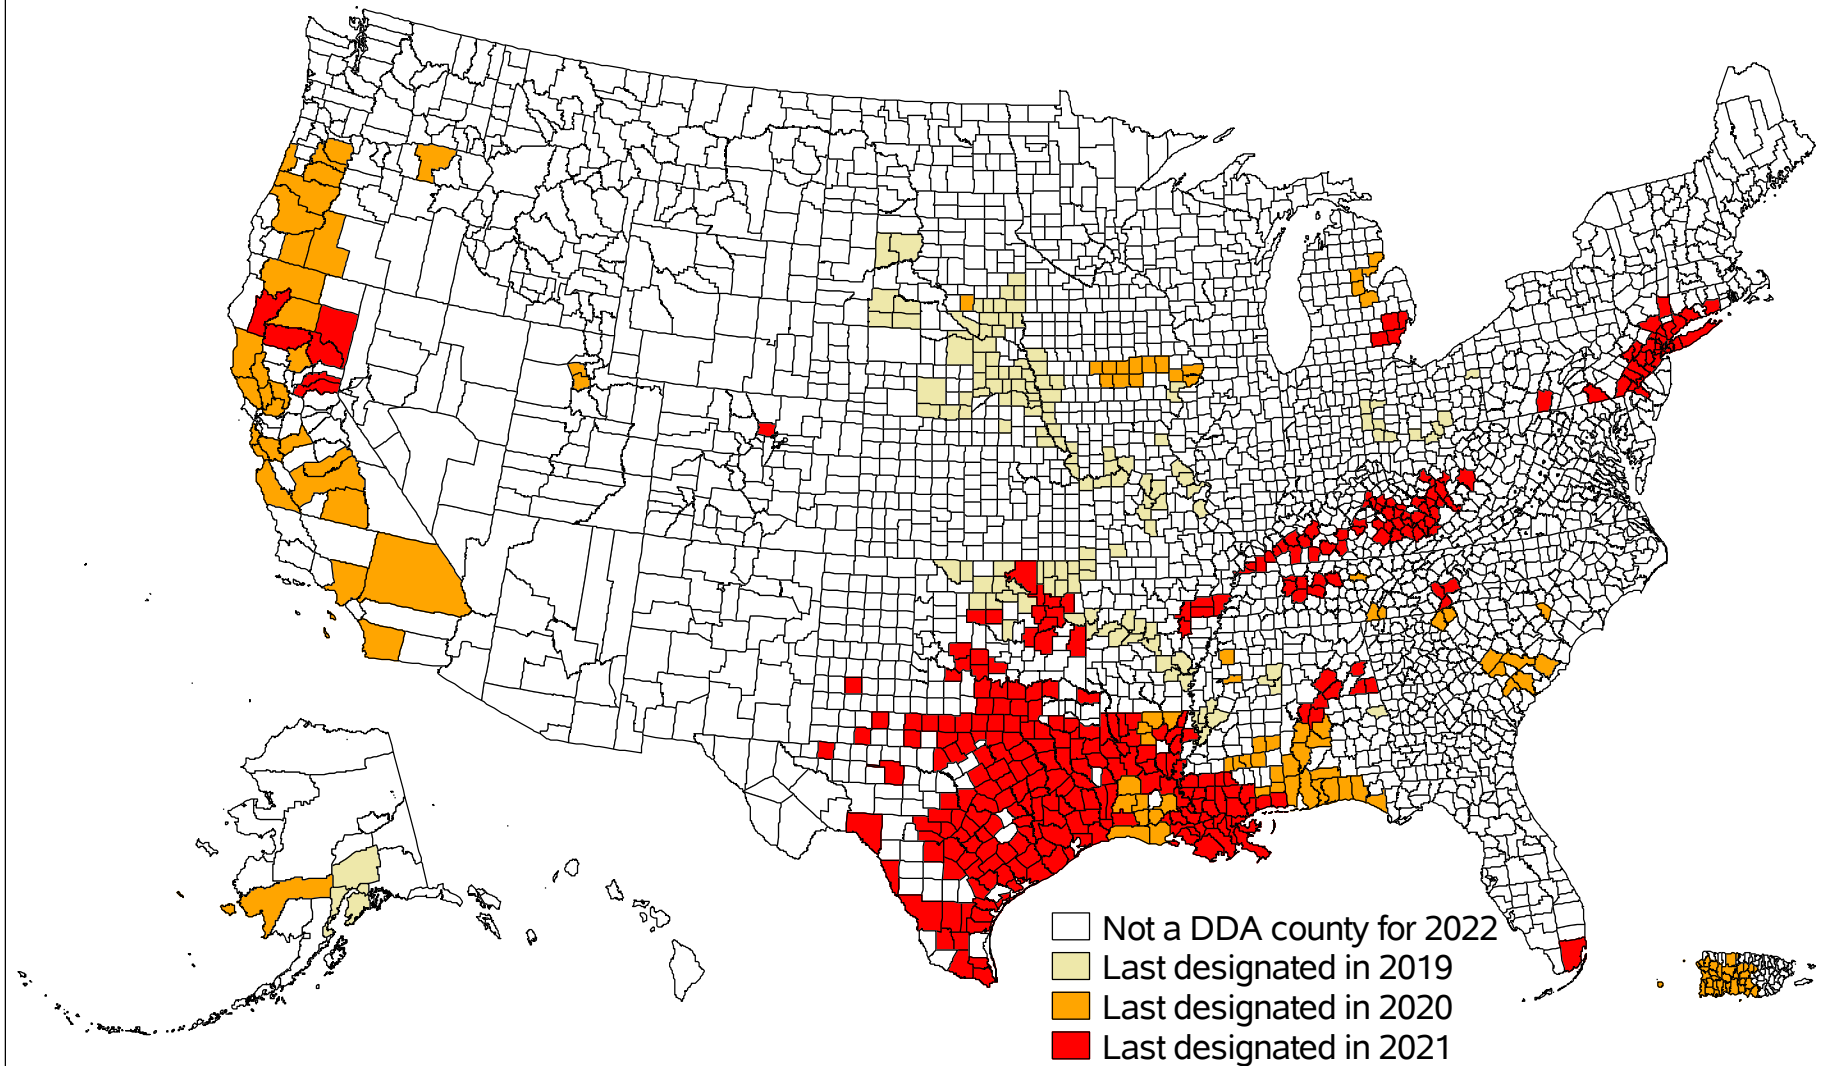 Not a DDA county for 2022
Last designated in 2019
Last designated in 2020
Last designated in 2021